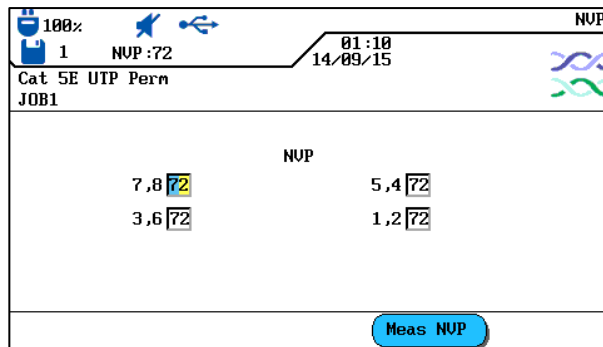 100% NVP
1 NVP:72 01:10
14/09/15
Cat 5E UTP Perm
JOB1
NVP
7,8 72 5,4 72
3,6 72 1,2 72
Meas NVP